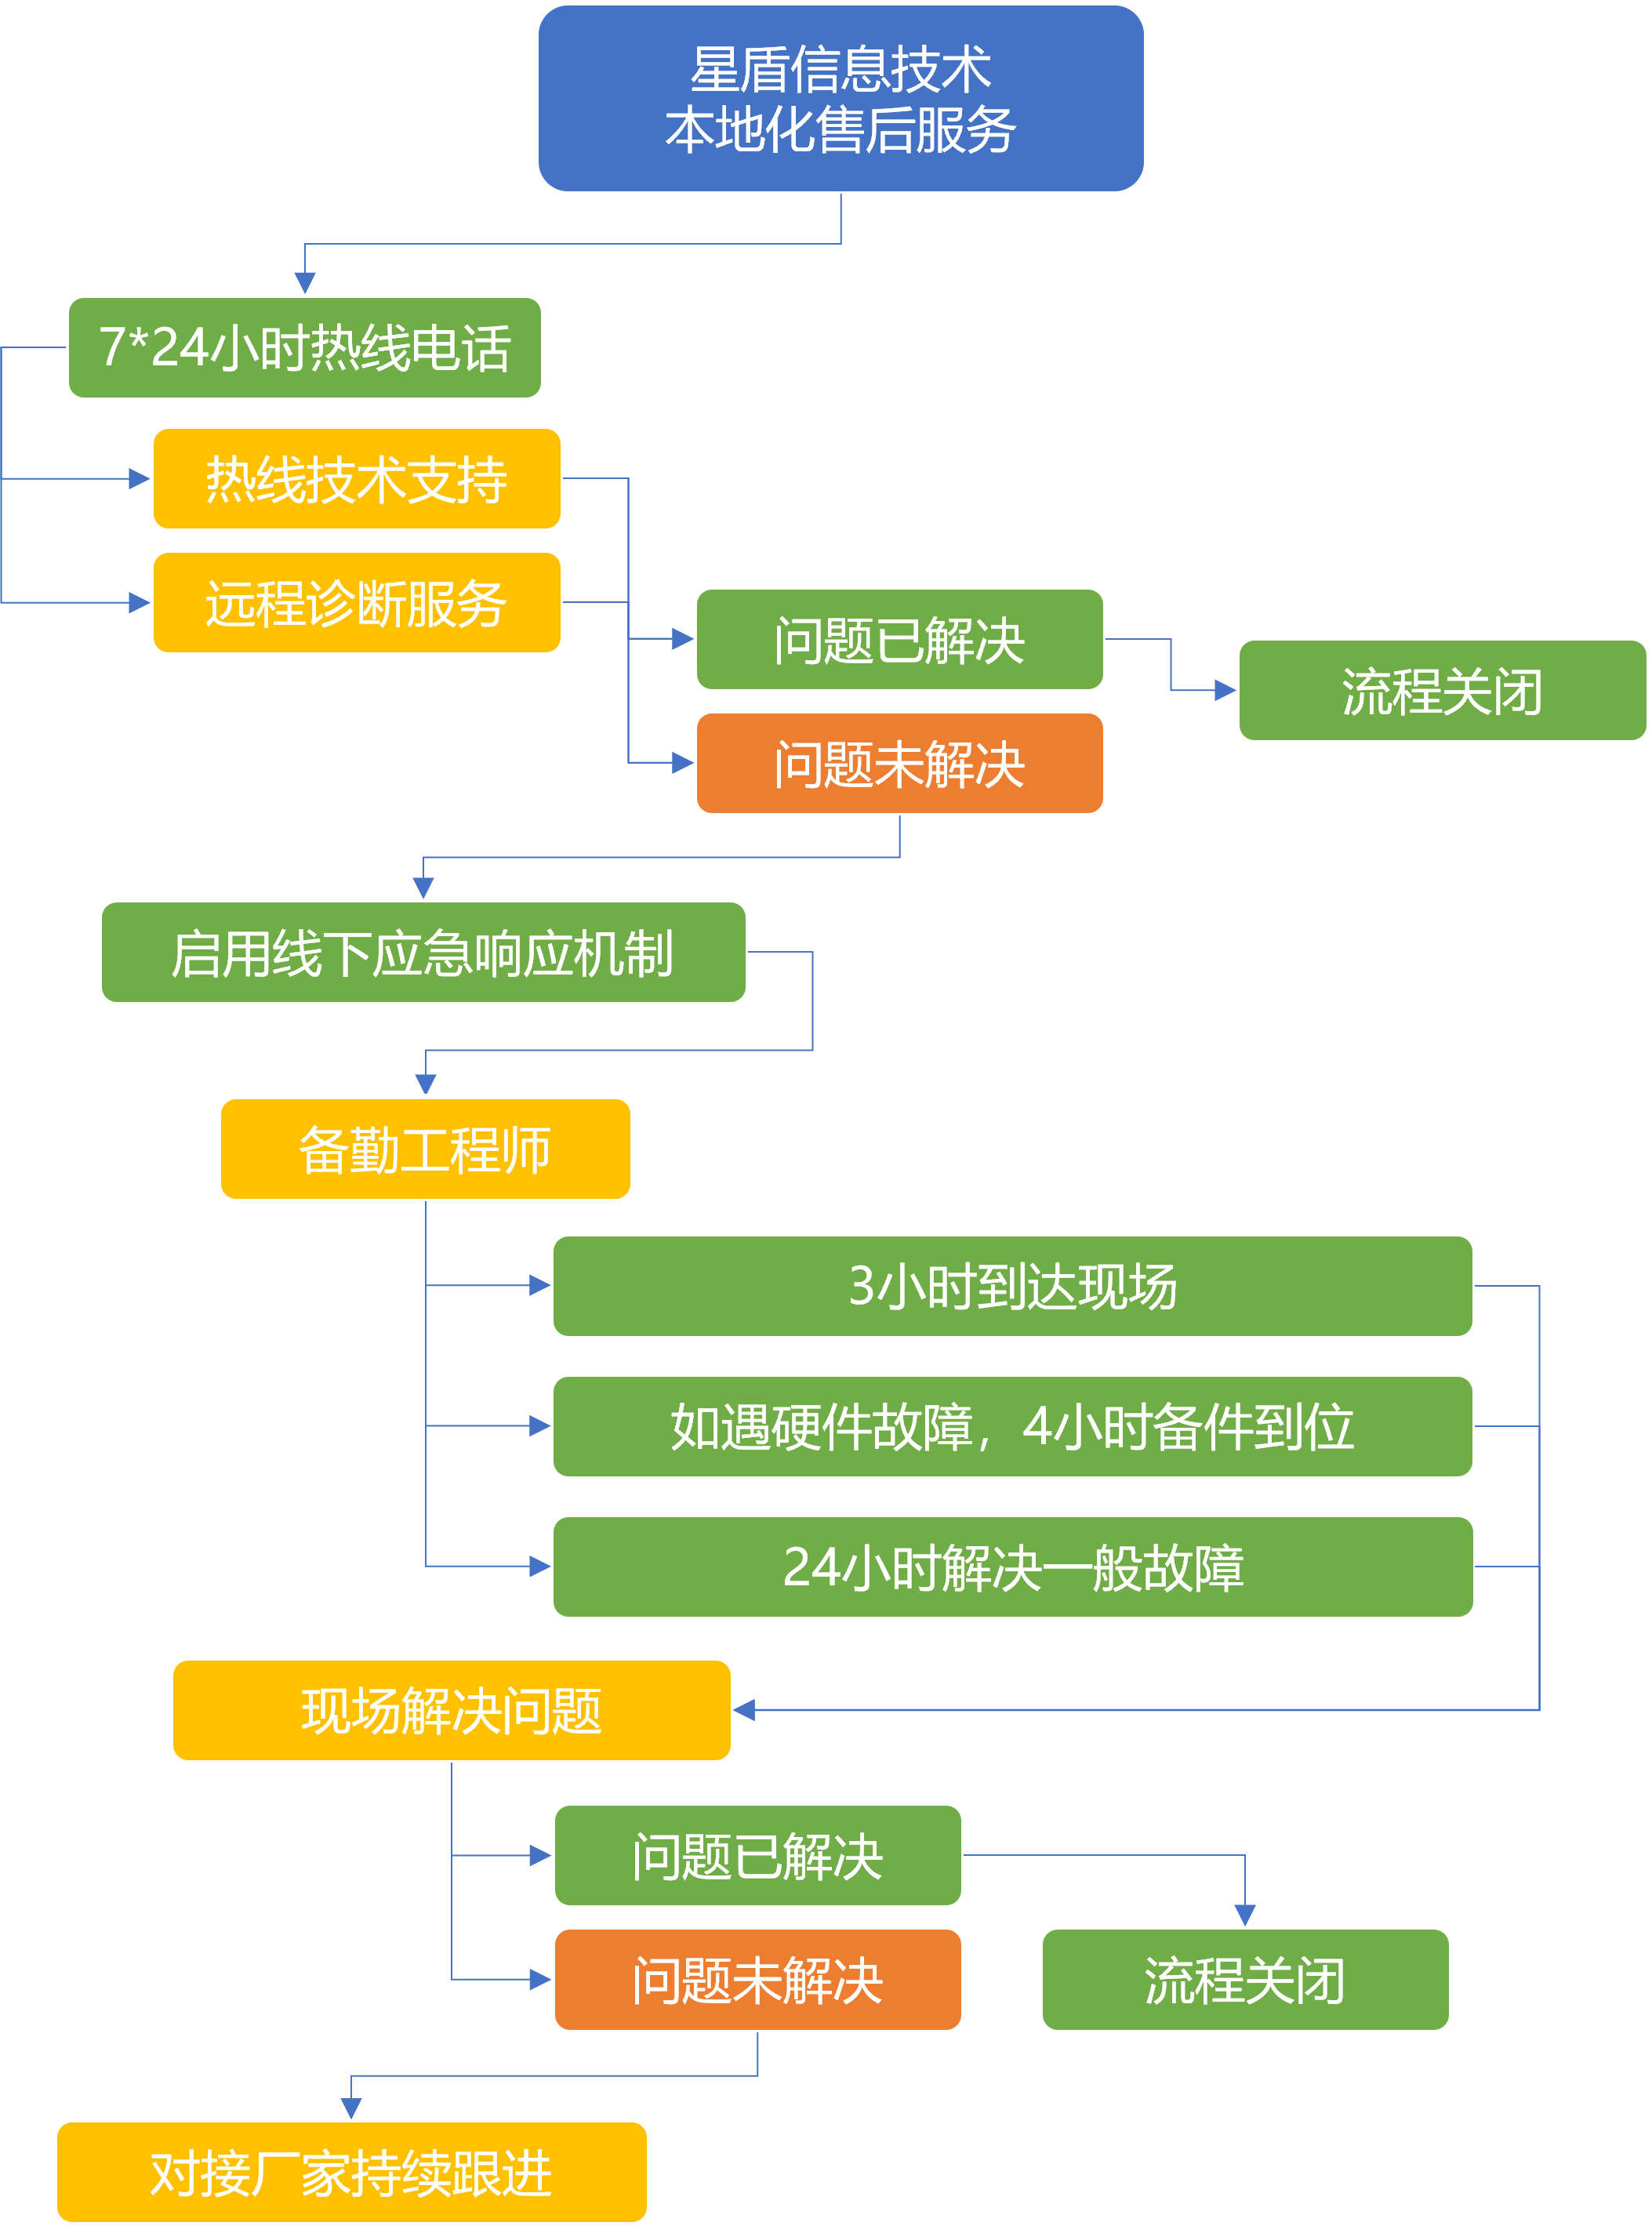 星盾信息技术
本地化售后服务
7*24小时热线电话
热线技术支持
远程诊断服务
问题已解决
流程关闭
问题未解决
启用线下应急响应机制
备勤工程师
3小时到达现场
如遇硬件故障，4小时备件到位
24小时解决一般故障
现场解决问题
问题已解决
问题未解决
流程关闭
对接厂家持续跟进